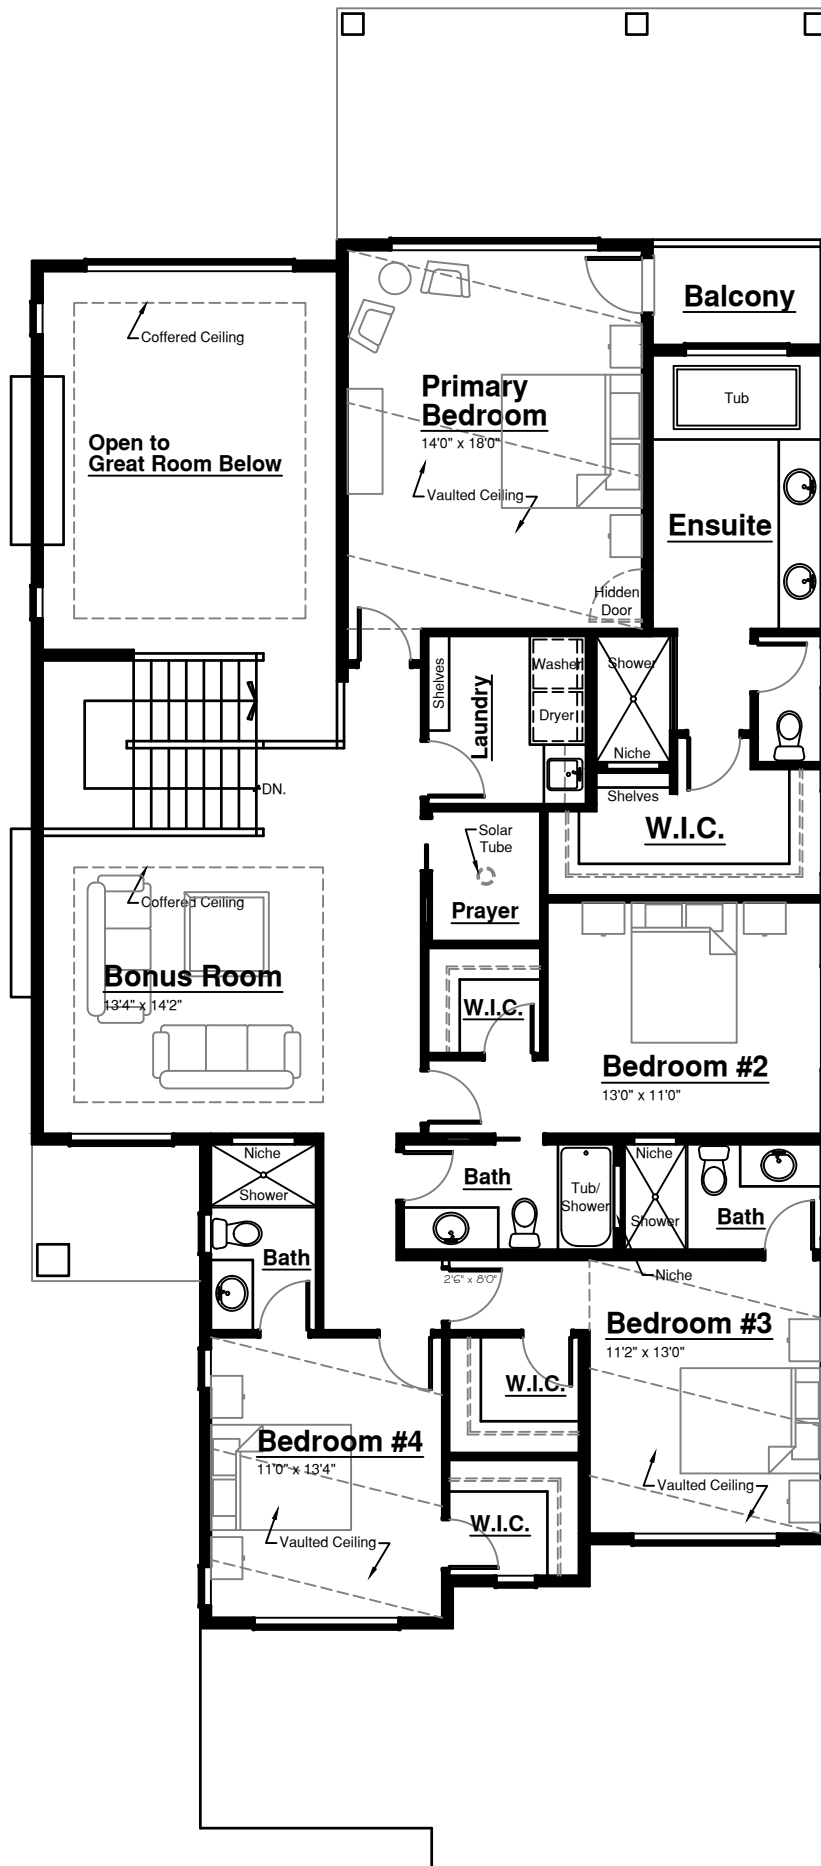 Balcony
Coffered Ceiling
Primary
Bedroom
14'0" x 18'0"
Tub
Open to
Great Room Below
Vaulted Ceiling
Ensuite
Hidden
Door
Shelves
Laundry
Washer
Dryer
Shower
Niche
DN.
Shelves
W.I.C.
Solar
Tube
Prayer
Coffered Ceiling
Bonus Room
13'4" x 14'2"
W.I.C.
Bedroom #2
13'0" x 11'0"
Niche
Shower
Bath
Bath
Tub/
Shower
Niche
Shower
Bath
Niche
2'6" x 8'0"
Bedroom #3
11'2" x 13'0"
W.I.C.
Bedroom #4
11'0" x 13'4"
Vaulted Ceiling
W.I.C.
Vaulted Ceiling